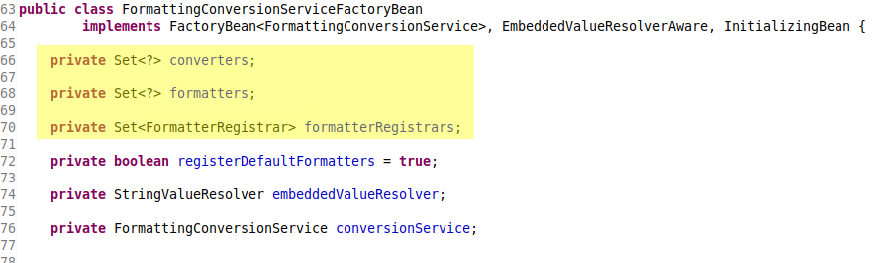 63 public class FormattingConversionServiceFactoryBean
64 implements FactoryBean<FormattingConversionService>, EmbeddedValueResolverAware, InitializingBean {
65
66 private Set<?> converters;
67
68 private Set<?> formatters;
69
70 private Set<FormatterRegistrar> formatterRegistrars;
71
72 private boolean registerDefaultFormatters = true;
73
74 private StringValueResolver embeddedValueResolver;
75
76 private FormattingConversionService conversionService;
77
78